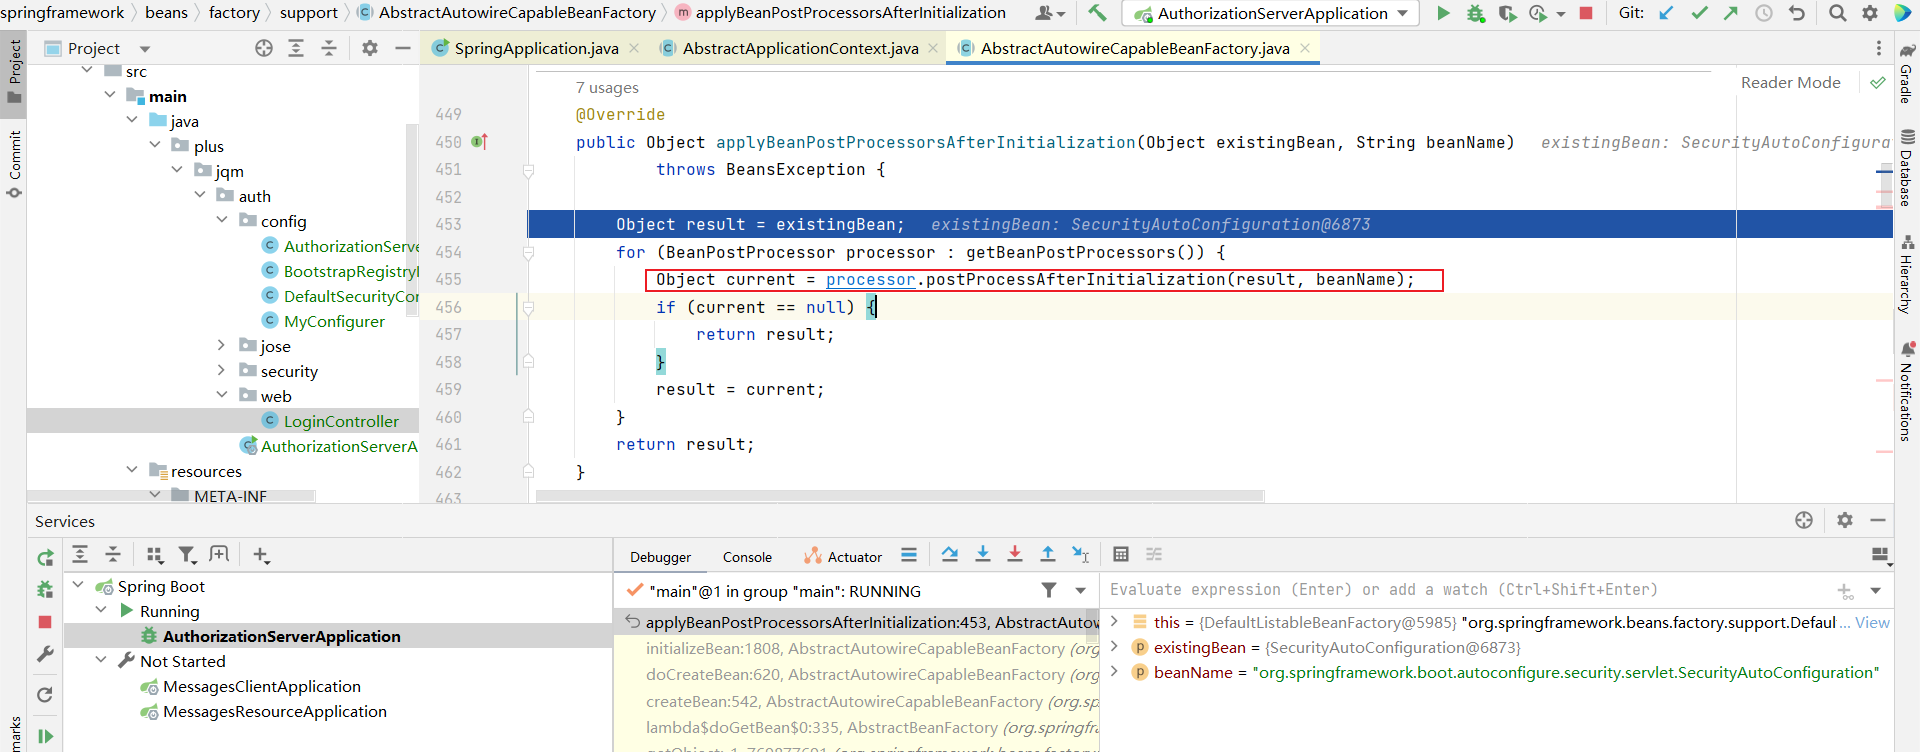 springframework › beans › factory › support › AbstractAutowireCapableBeanFactory › applyBeanPostProcessorsAfterInitialization
AuthorizationServerApplication
Git:
Project
SpringApplication.java
AbstractApplicationContext.java
AbstractAutowireCapableBeanFactory.java
Project
Commit
marks
src
main
java
plus
jqm
auth
config
AuthorizationServe
BootstrapRegistryI
DefaultSecurityCor
MyConfigurer
jose
security
web
LoginController
AuthorizationServerA
resources
META-INF
Reader Mode
7 usages
449 @Override
450 public Object applyBeanPostProcessorsAfterInitialization(Object existingBean, String beanName) existingBean: SecurityAutoConfigura
451 throws BeansException {
452
453 Object result = existingBean; existingBean: SecurityAutoConfiguration@6873
454 for (BeanPostProcessor processor : getBeanPostProcessors()) {
455 Object current = processor.postProcessAfterInitialization(result, beanName);
456 if (current == null) {
457 return result;
458 }
459 result = current;
460 }
461 return result;
462 }
463
Gradle
Database
Hierarchy
Notifications
Services
Spring Boot
Running
AuthorizationServerApplication
Not Started
MessagesClientApplication
MessagesResourceApplication
Debugger
Console
Actuator
"main"@1 in group "main": RUNNING
applyBeanPostProcessorsAfterInitialization:453, AbstractAutow
initializeBean:1808, AbstractAutowireCapableBeanFactory (org
doCreateBean:620, AbstractAutowireCapableBeanFactory (org.
createBean:542, AbstractAutowireCapableBeanFactory (org.sp
lambda$doGetBean$0:335, AbstractBeanFactory (org.springfra
Evaluate expression (Enter) or add a watch (Ctrl+Shift+Enter)
this = {DefaultListableBeanFactory@5985} "org.springframework.beans.factory.support.Defaul ... View
existingBean = {SecurityAutoConfiguration@6873}
beanName = "org.springframework.boot.autoconfigure.security.servlet.SecurityAutoConfiguration"